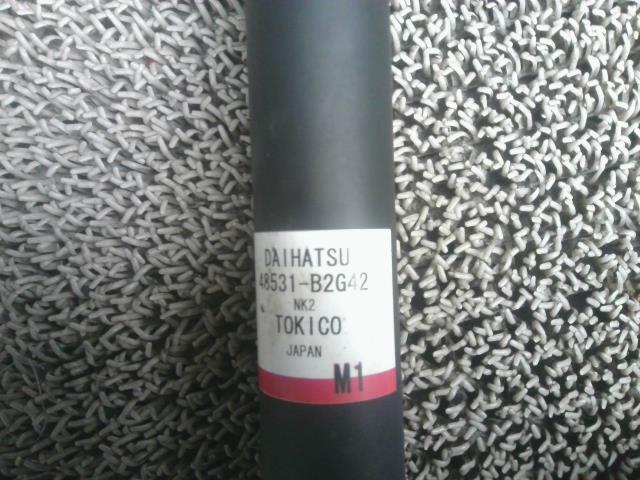 DAIHATSU
48531-B2G42
NK2
TOKICO
JAPAN
M1